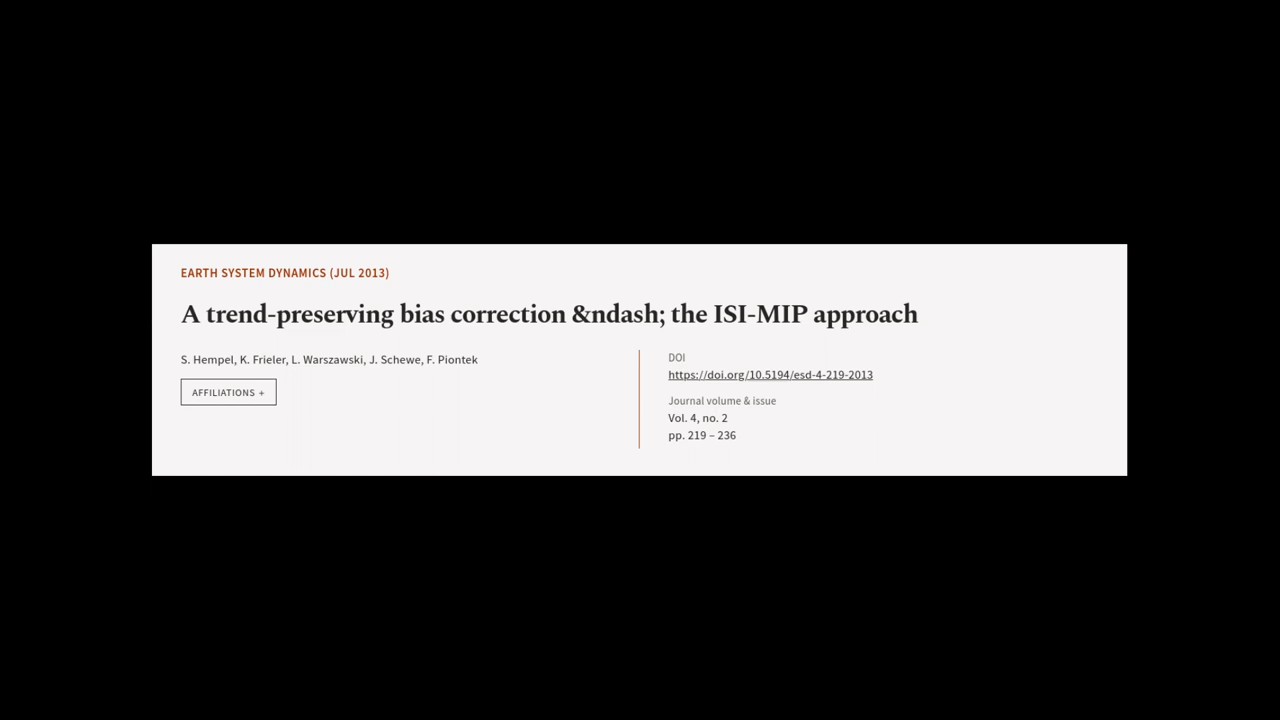 EARTH SYSTEM DYNAMICS (JUL 2013)
A trend-preserving bias correction &ndash; the ISI-MIP approach
S. Hempel, K. Frieler, L. Warszawski, J. Schewe, F. Piontek
AFFILIATIONS +
DOI
https://doi.org/10.5194/esd-4-219-2013
Journal volume & issue
Vol. 4, no. 2
pp. 219 – 236